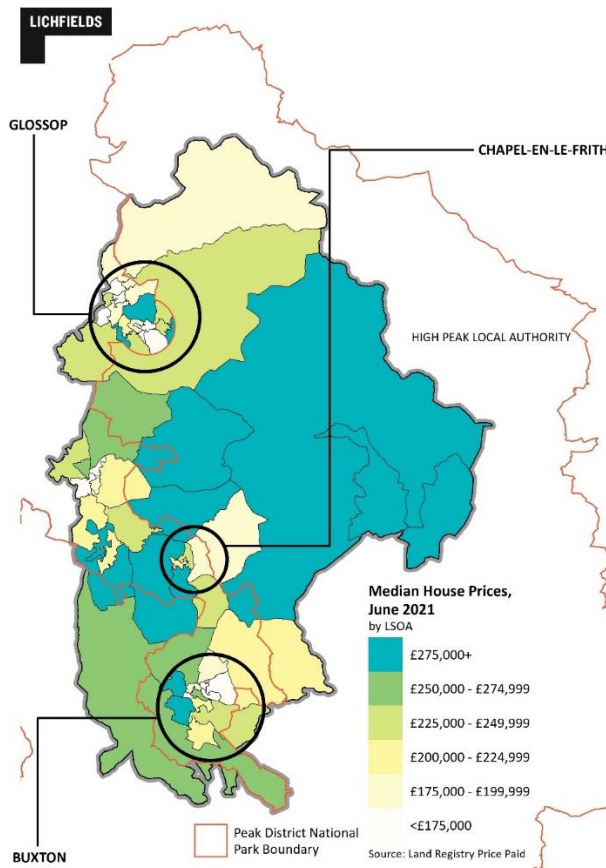 LICHFIELDS
GLOSSOP
CHAPEL-EN-LE-FRITH
HIGH PEAK LOCAL AUTHORITY
Median House Prices,
June 2021
by LSOA
£275,000+
£250,000 - £274,999
£225,000 - £249,999
£200,000 - £224,999
£175,000 - £199,999
<£175,000
Peak District National
Park Boundary
Source: Land Registry Price Paid
BUXTON